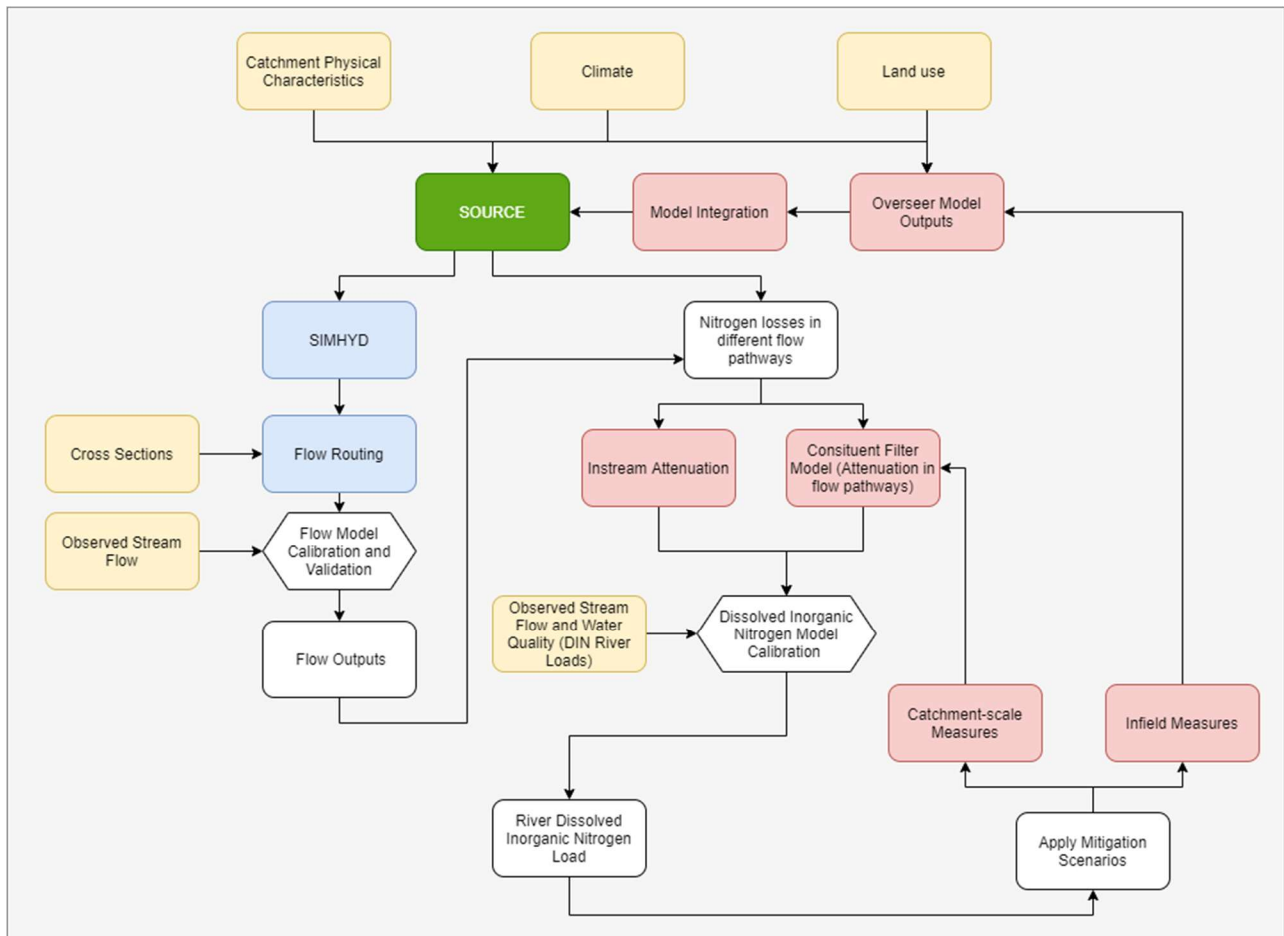 Catchment Physical
Characteristics
Climate
Land use
SOURCE
Model Integration
Overseer Model
Outputs
SIMHYD
Nitrogen losses in
different flow
pathways
Cross Sections
Flow Routing
Instream Attenuation
Consituent Filter
Model (Attenuation in
flow pathways)
Observed Stream
Flow
Flow Model
Calibration and
Validation
Observed Stream
Flow and Water
Quality (DIN River
Loads)
Dissolved Inorganic
Nitrogen Model
Calibration
Flow Outputs
Catchment-scale
Measures
Infield Measures
River Dissolved
Inorganic Nitrogen
Load
Apply Mitigation
Scenarios